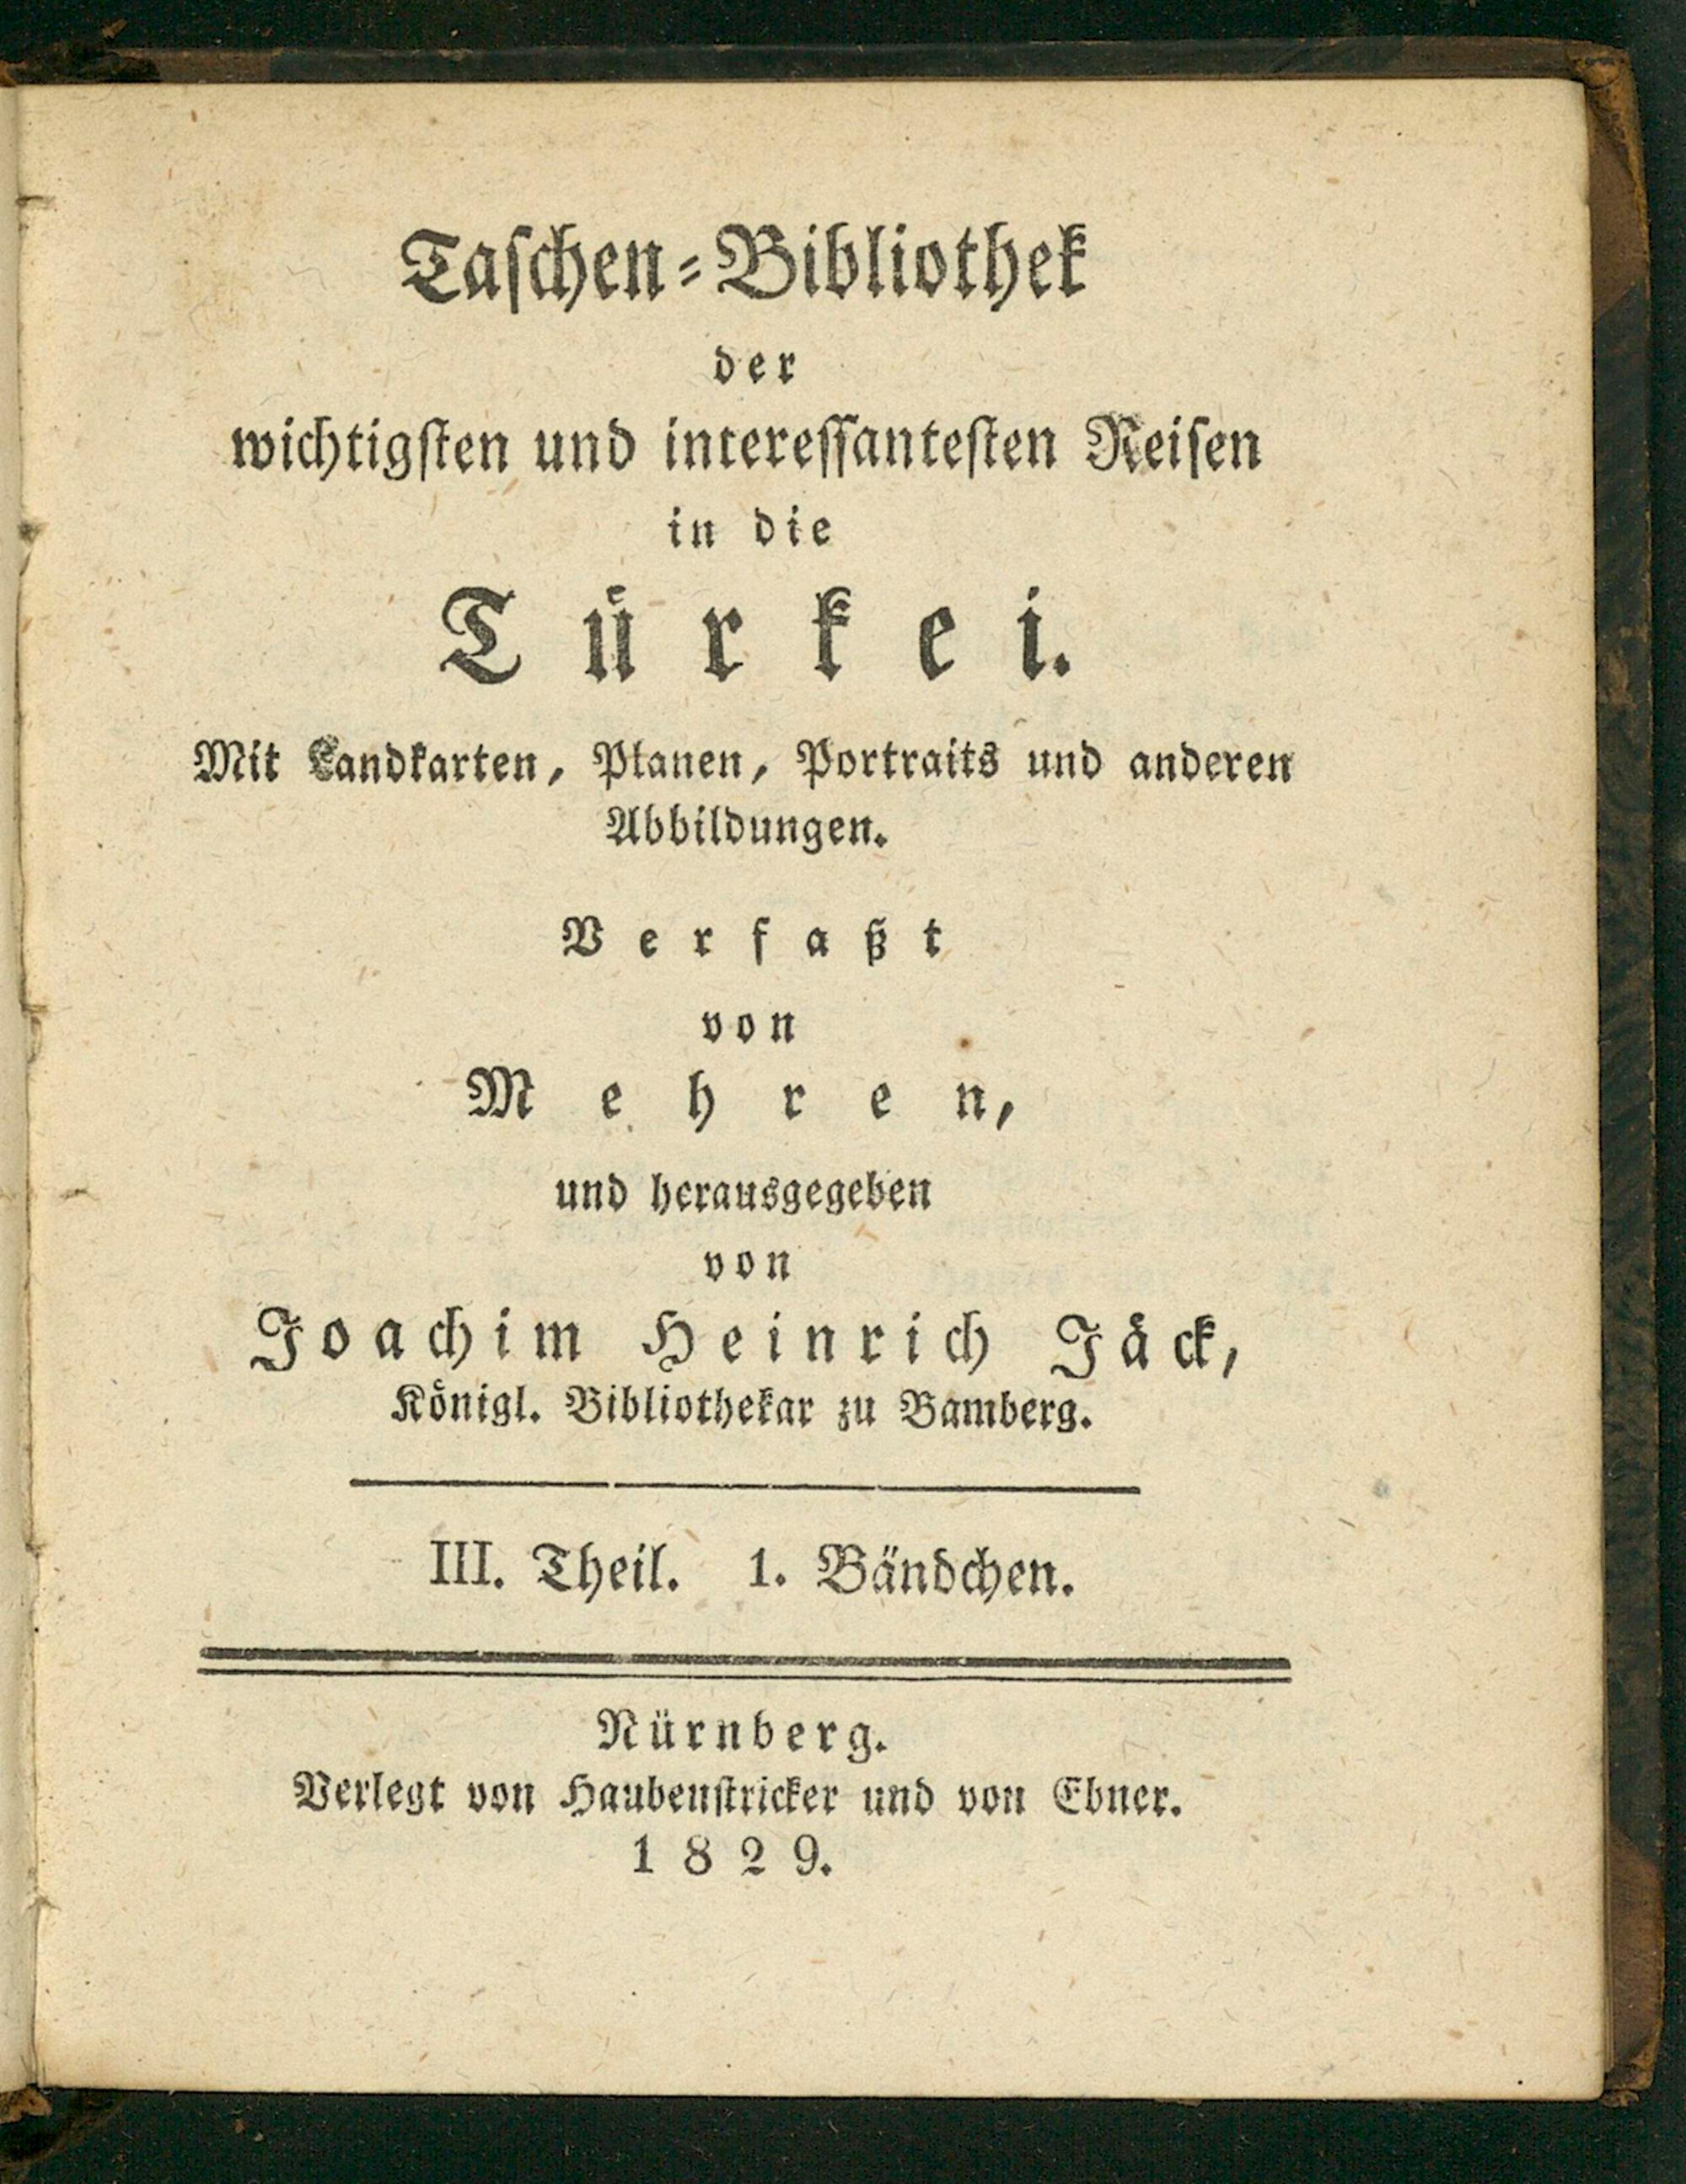 Taschen-Bibliothek
der
wichtigsten und interessantesten Reisen
in die
Türkei.
Mit Landkarten, Planen, Portraits und anderen
Abbildungen.
Verfaßt
von
Mehren,
und herausgegeben
von
Joachim Heinrich Jäck,
Königl. Bibliothekar zu Bamberg.
III. Theil. 1. Bändchen.
Nürnberg.
Verlegt von Haubenstricker und von Ebner.
1829.